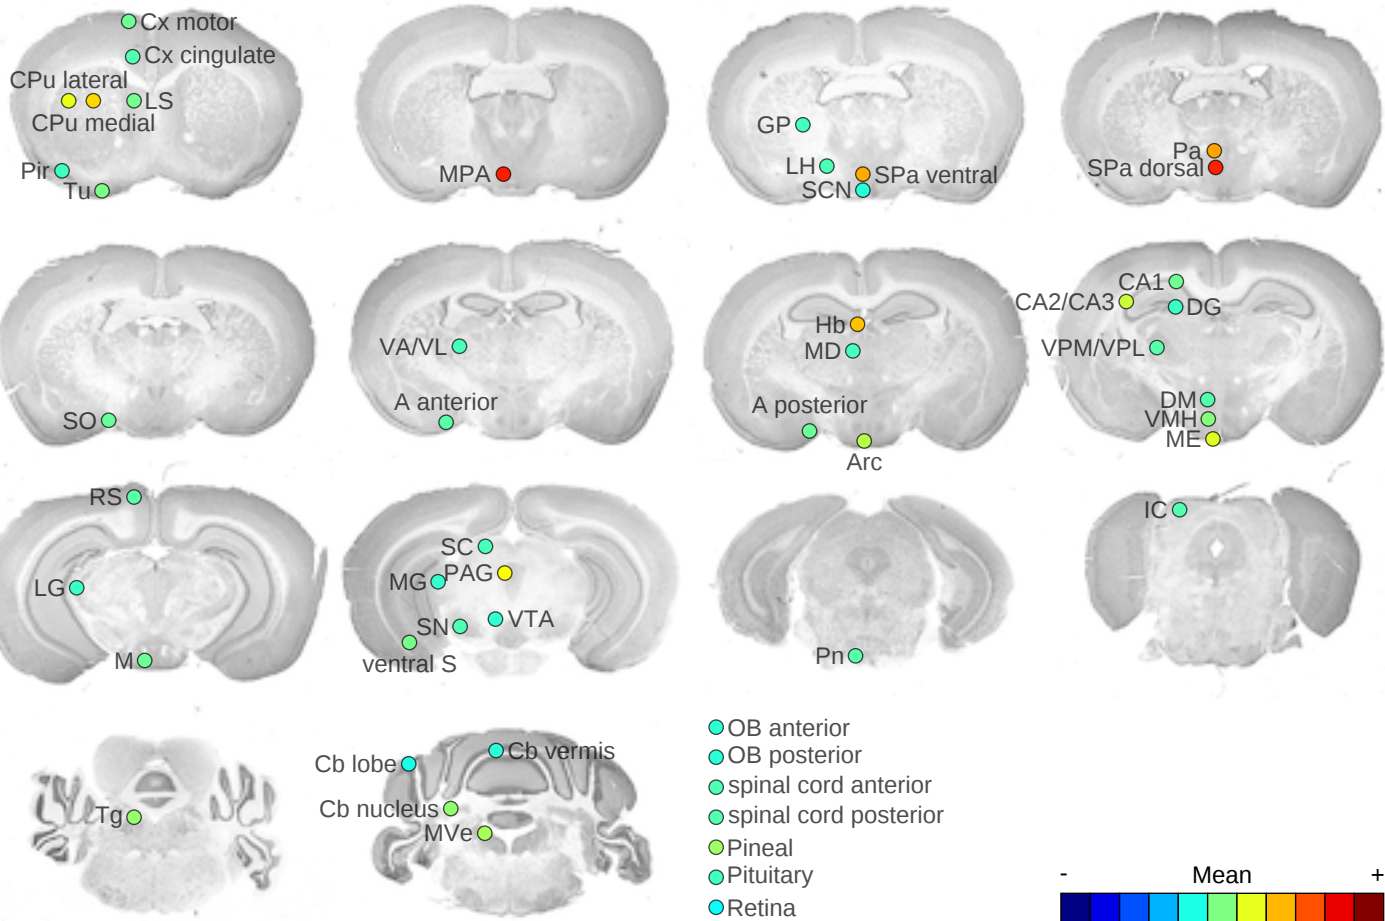 Cx motor
Cx cingulate
CPu lateral
LS
CPu medial
Pir
Tu
MPA
GP
LH
SPa ventral
SCN
Pa
SPa dorsal
SO
VA/VL
A anterior
Hb
MD
A posterior
Arc
CA1
CA2/CA3
DG
VPM/VPL
DM
VMH
ME
RS
LG
M
SC
MG
PAG
SN
VTA
ventral S
Pn
IC
Tg
Cb lobe
Cb vermis
Cb nucleus
MVe
OB anterior
OB posterior
spinal cord anterior
spinal cord posterior
Pineal
Pituitary
Retina
- Mean +